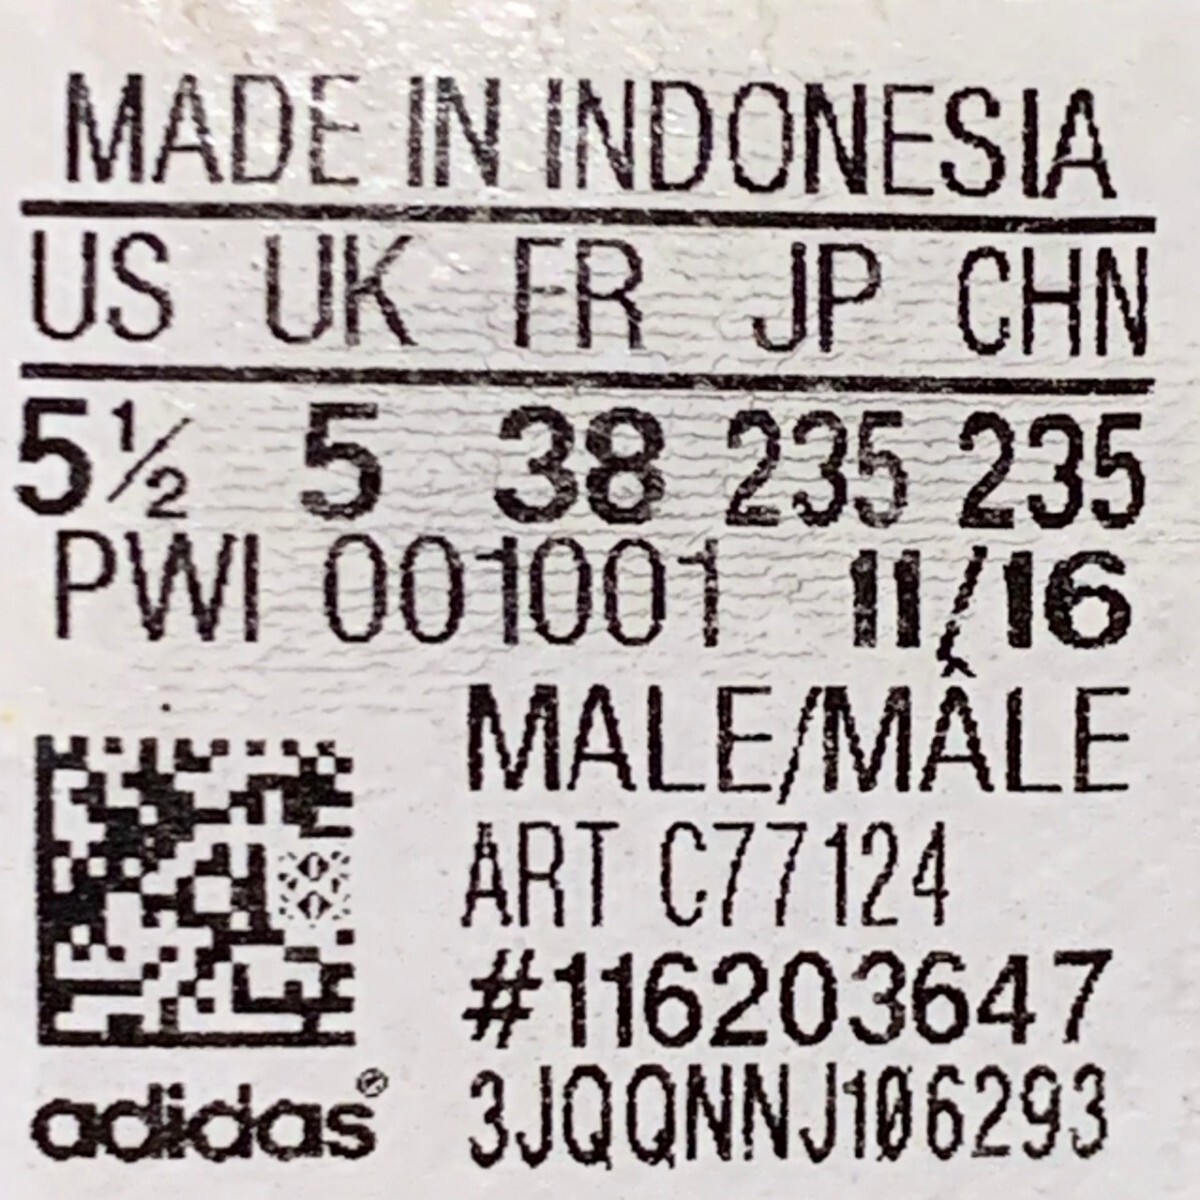 MADE IN INDONESIA
US UK FR JP CHN
5½ 5 38 235 235
PWI 001001 11/16
MALE/MÂLE
ART C77124
#116203647
adidas® 3JQQNNJ106293